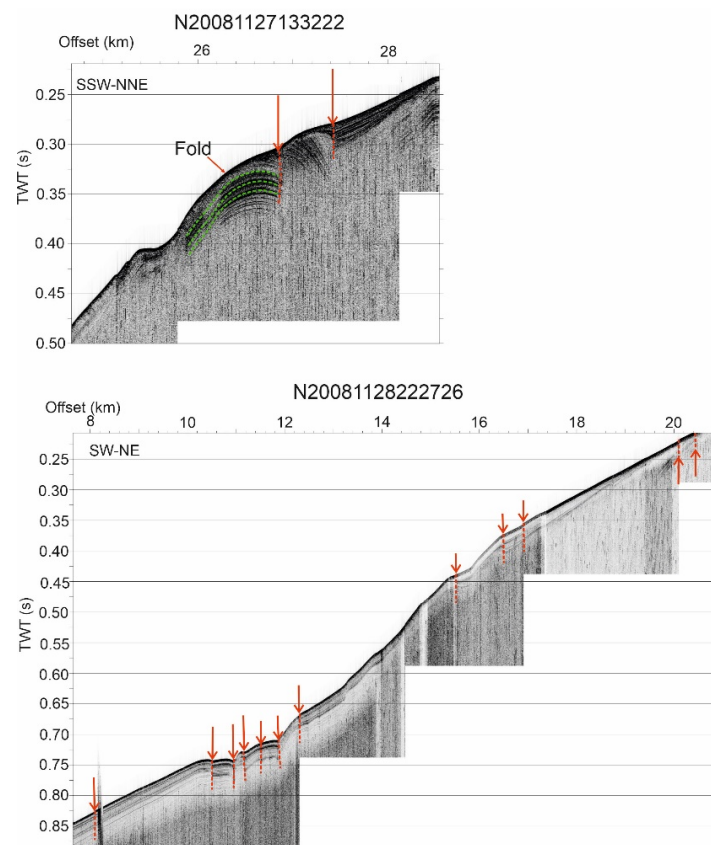 N20081127133222
Offset (km)
26 28
SSW-NNE
0.25
0.30
Fold
0.35
TWT (s)
0.40
0.45
0.50
N20081128222726
Offset (km)
8 10 12 14 16 18 20
SW-NE
0.25
0.30
0.35
0.40
0.45
0.50
TWT (s)
0.55
0.60
0.65
0.70
0.75
0.80
0.85